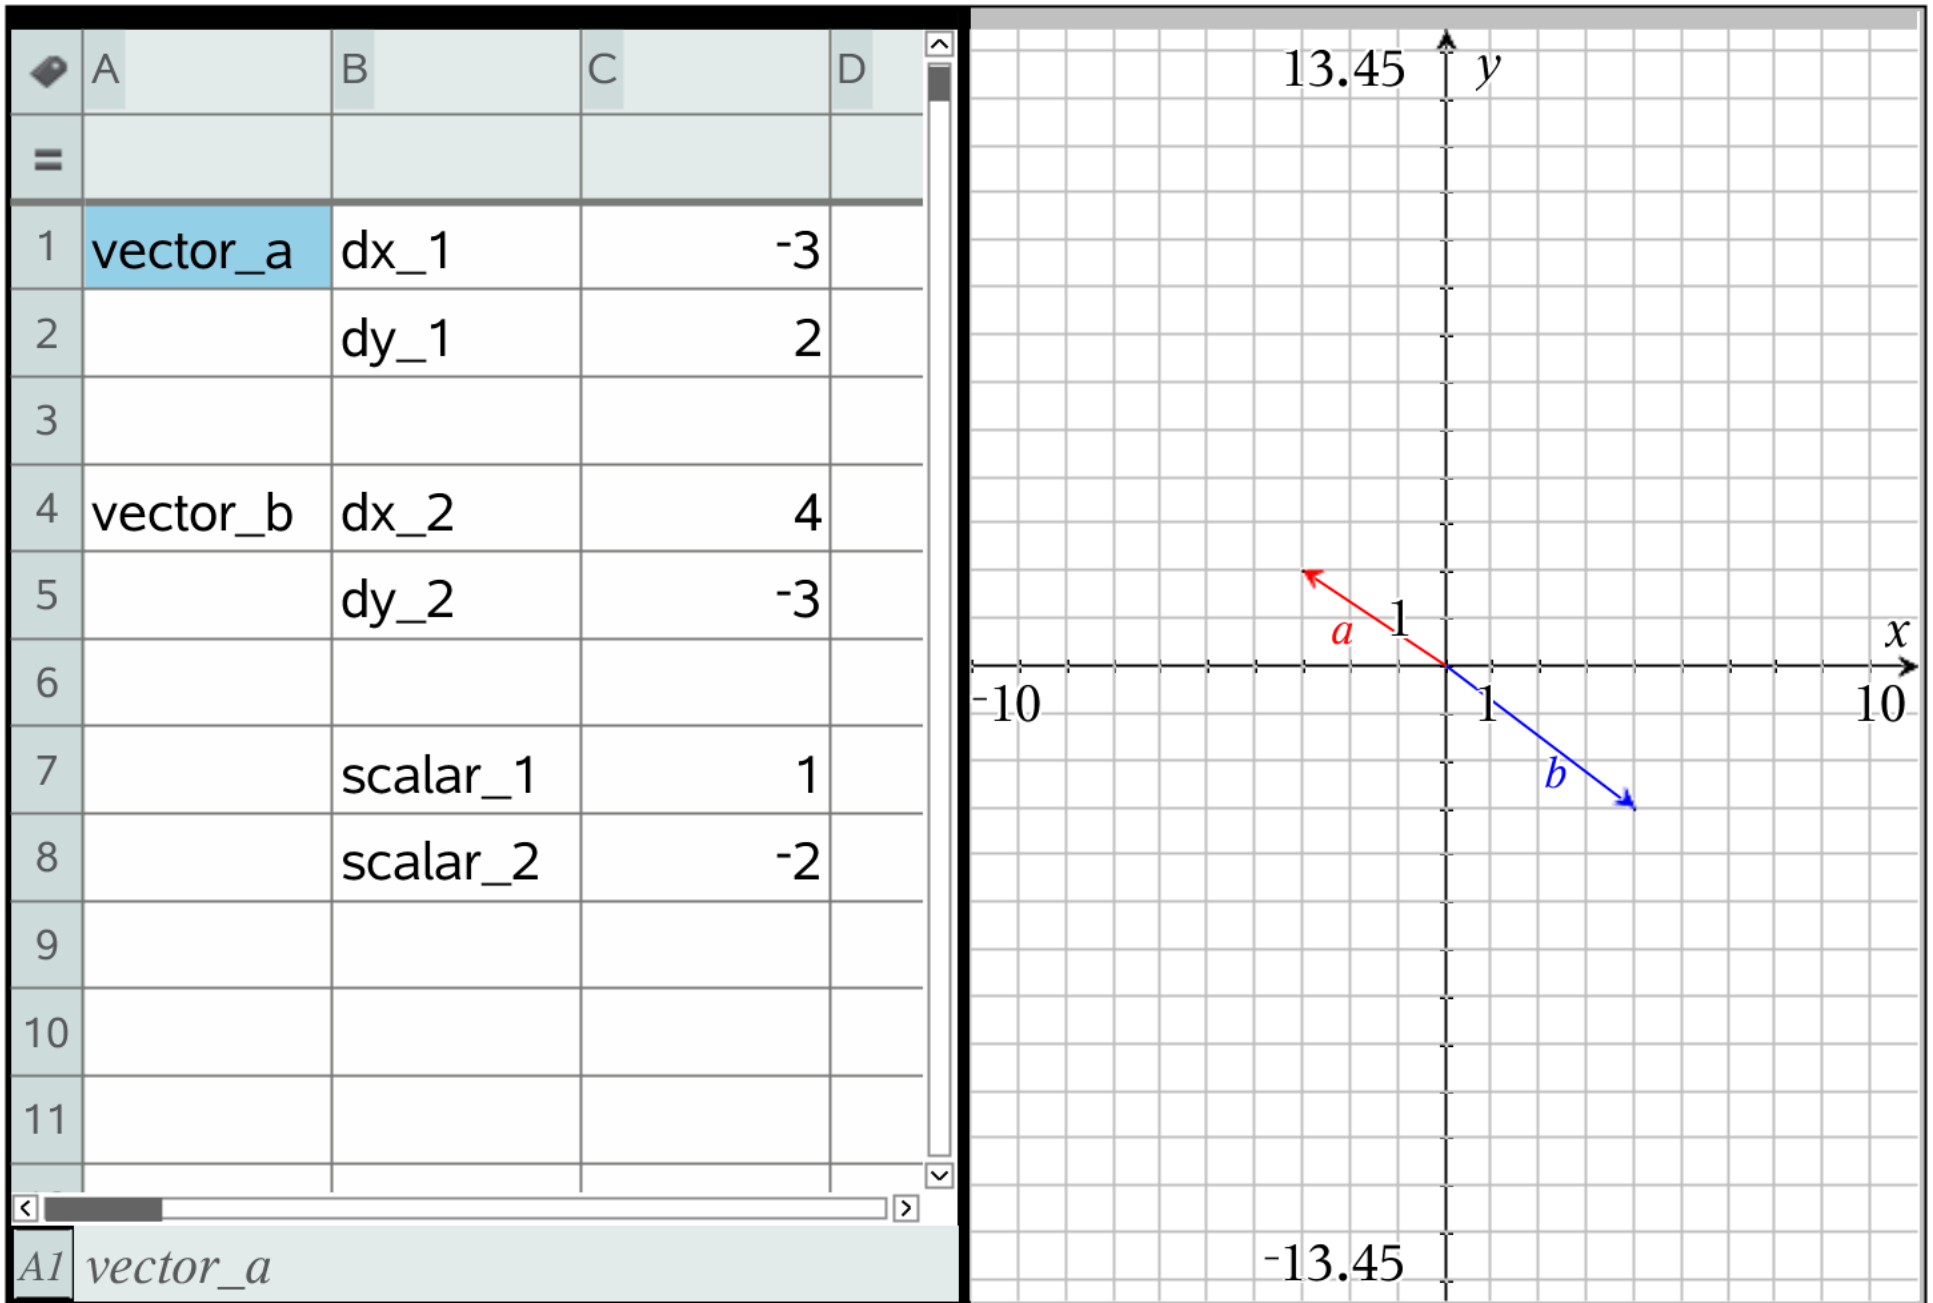 A B C D
=
1 vector_a dx_1 -3
2 dy_1 2
3
4 vector_b dx_2 4
5 dy_2 -3
6
7 scalar_1 1
8 scalar_2 -2
9
10
11
A1 vector_a
13.45 y
a 1
x
-10 1 10
b
-13.45